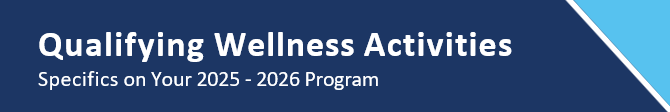 Qualifying Wellness Activities
Specifics on Your 2025 - 2026 Program